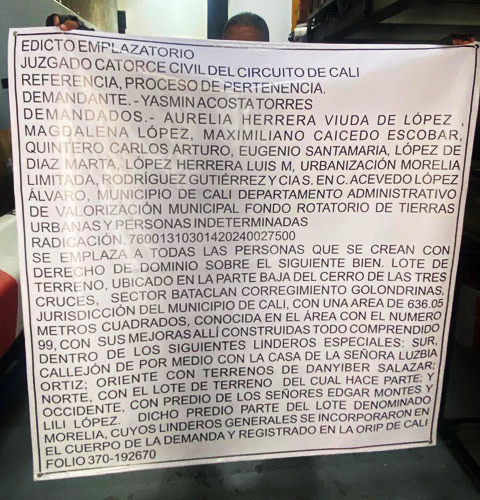 EDICTO EMPLAZATORIO
JUZGADO CATORCE CIVIL DEL CIRCUITO DE CALI
REFERENCIA, PROCESO DE PERTENENCIA.
DEMANDANTE.- YASMIN ACOSTA TORRES
DEMANDADOS.- AURELIA HERRERA VIUDA DE LÓPEZ ,
MAGDALENA LÓPEZ, MAXIMILIANO CAICEDO ESCOBAR,
QUINTERO CARLOS ARTURO, EUGENIO SANTAMARIA, LÓPEZ DE
DIAZ MARTA, LÓPEZ HERRERA LUIS M, URBANIZACIÓN MORELIA
LIMITADA, RODRÍGUEZ GUTIÉRREZ Y CIA S. EN C. ACEVEDO LÓPEZ
ÁLVARO, MUNICIPIO DE CALI DEPARTAMENTO ADMINISTRATIVO
DE VALORIZACIÓN MUNICIPAL FONDO ROTATORIO DE TIERRAS
URBANAS Y PERSONAS INDETERMINADAS
RADICACIÓN. 76001310301420240027500
SE EMPLAZA A TODAS LAS PERSONAS QUE SE CREAN CON
DERECHO DE DOMINIO SOBRE EL SIGUIENTE BIEN. LOTE DE
TERRENO, UBICADO EN LA PARTE BAJA DEL CERRO DE LAS TRES
CRUCES, SECTOR BATACLAN CORREGIMIENTO GOLONDRINAS,
JURISDICCIÓN DEL MUNICIPIO DE CALI, CON UNA AREA DE 636.05
METROS CUADRADOS, CONOCIDA EN EL ÁREA CON EL NUMERO
99, CON SUS MEJORAS ALLÍ CONSTRUIDAS TODO COMPRENDIDO
DENTRO DE LOS SIGUIENTES LINDEROS ESPECIALES: SUR,
CALLEJÓN DE POR MEDIO CON LA CASA DE LA SEÑORA LUZBIA
ORTIZ; ORIENTE CON TERRENOS DE DANYIBER SALAZAR;
NORTE, CON EL LOTE DE TERRENO DEL CUAL HACE PARTE; Y
OCCIDENTE, CON PREDIO DE LOS SEÑORES EDGAR MONTES Y
LILI LÓPEZ. DICHO PREDIO PARTE DEL LOTE DENOMINADO
MORELIA, CUYOS LINDEROS GENERALES SE INCORPORARON EN
EL CUERPO DE LA DEMANDA Y REGISTRADO EN LA ORIP DE CALI
FOLIO 370-192670